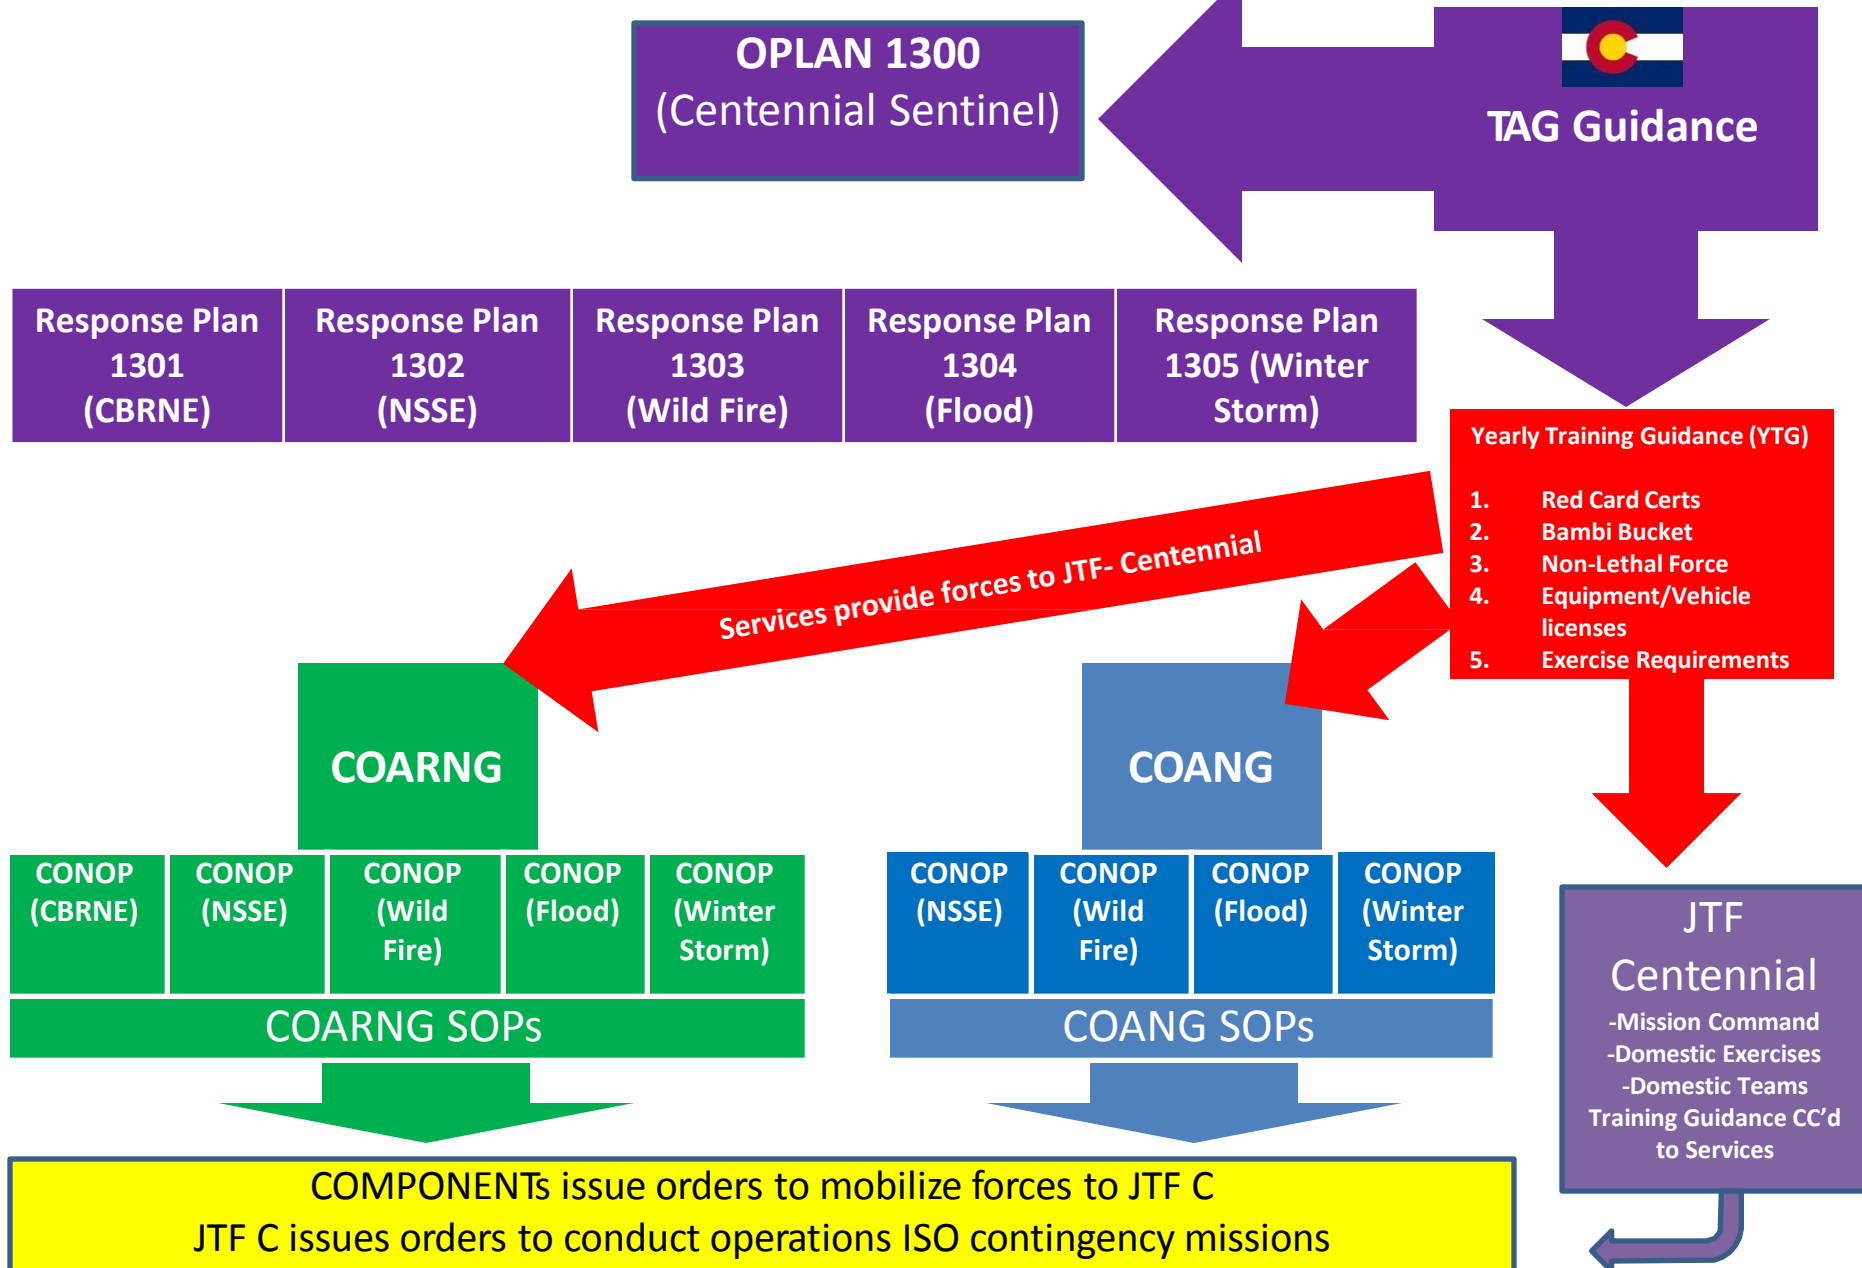 OPLAN 1300
(Centennial Sentinel)
TAG Guidance
Response Plan
1301
(CBRNE)
Response Plan
1302
(NSSE)
Response Plan
1303
(Wild Fire)
Response Plan
1304
(Flood)
Response Plan
1305 (Winter
Storm)
Yearly Training Guidance (YTG)
1. Red Card Certs
2. Bambi Bucket
3. Non-Lethal Force
4. Equipment/Vehicle
licenses
5. Exercise Requirements
Services provide forces to JTF- Centennial
COARNG
COANG
CONOP
(CBRNE)
CONOP
(NSSE)
CONOP
(Wild
Fire)
CONOP
(Flood)
CONOP
(Winter
Storm)
CONOP
(NSSE)
CONOP
(Wild
Fire)
CONOP
(Flood)
CONOP
(Winter
Storm)
COARNG SOPs
COANG SOPs
JTF
Centennial
-Mission Command
-Domestic Exercises
-Domestic Teams
Training Guidance CC’d
to Services
COMPONENTs issue orders to mobilize forces to JTF C
JTF C issues orders to conduct operations ISO contingency missions